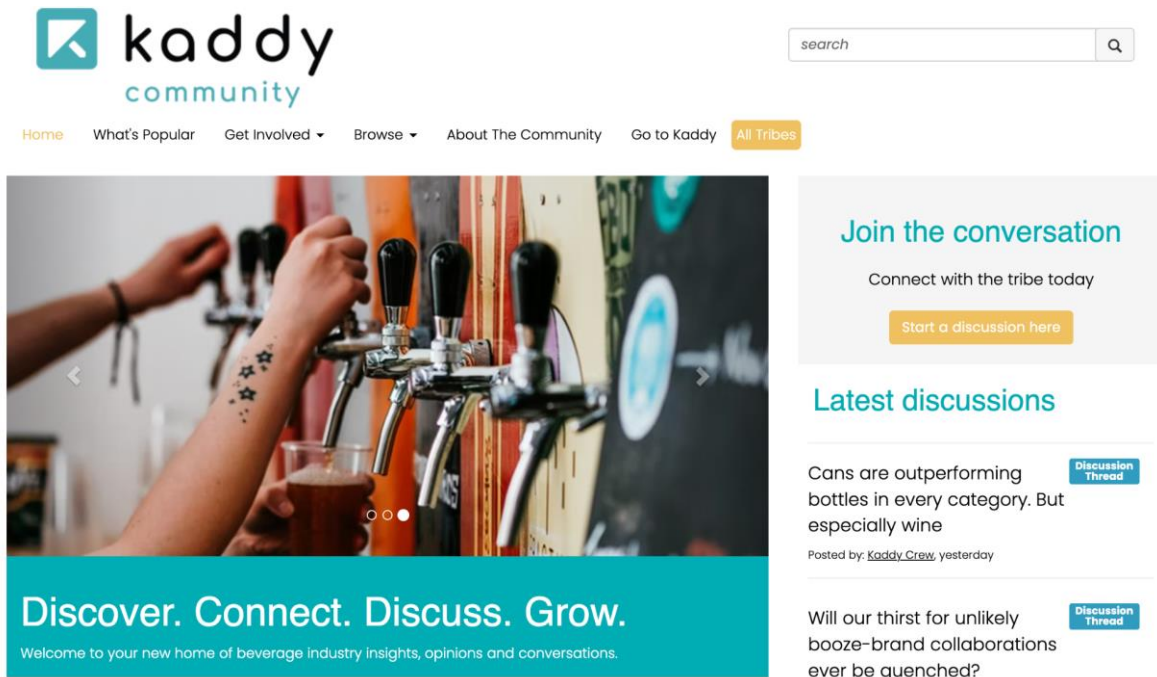 kaddy
community
search
Home What's Popular Get Involved Browse About The Community Go to Kaddy All Tribes
Discover. Connect. Discuss. Grow.
Welcome to your new home of beverage industry insights, opinions and conversations.
Join the conversation
Connect with the tribe today
Start a discussion here
Latest discussions
Cans are outperforming
bottles in every category. But
especially wine
Discussion
Thread
Posted by: Kaddy Crew, yesterday
Will our thirst for unlikely
booze-brand collaborations
ever be quenched?
Discussion
Thread